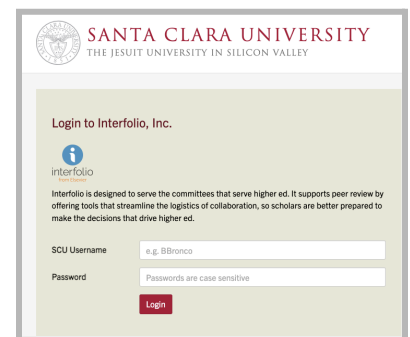 SANTA CLARA UNIVERSITY
THE JESUIT UNIVERSITY IN SILICON VALLEY
Login to Interfolio, Inc.
interfolio
Interfolio is designed to serve the committees that serve higher ed. It supports peer review by
offering tools that streamline the logistics of collaboration, so scholars are better prepared to
make the decisions that drive higher ed.
SCU Username
e.g. BBronco
Password
Passwords are case sensitive
Login